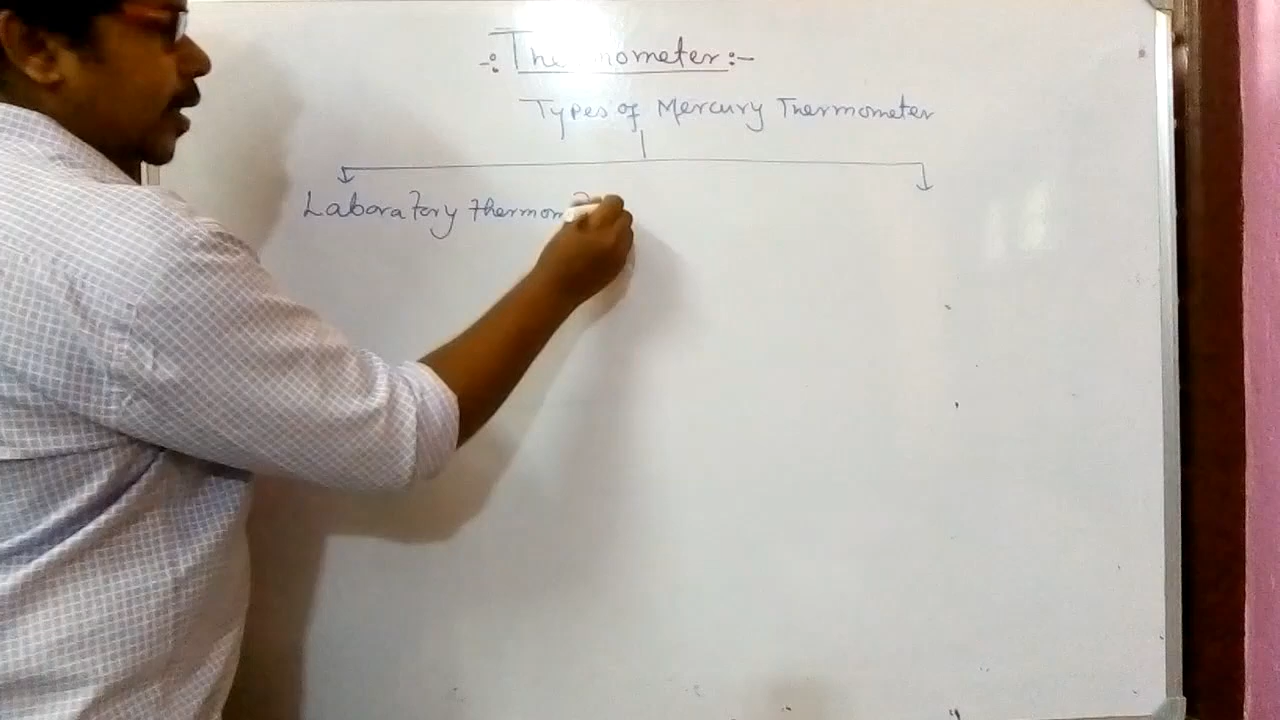 -: Thermometer :-
Types of Mercury Thermometer
Laboratory thermom